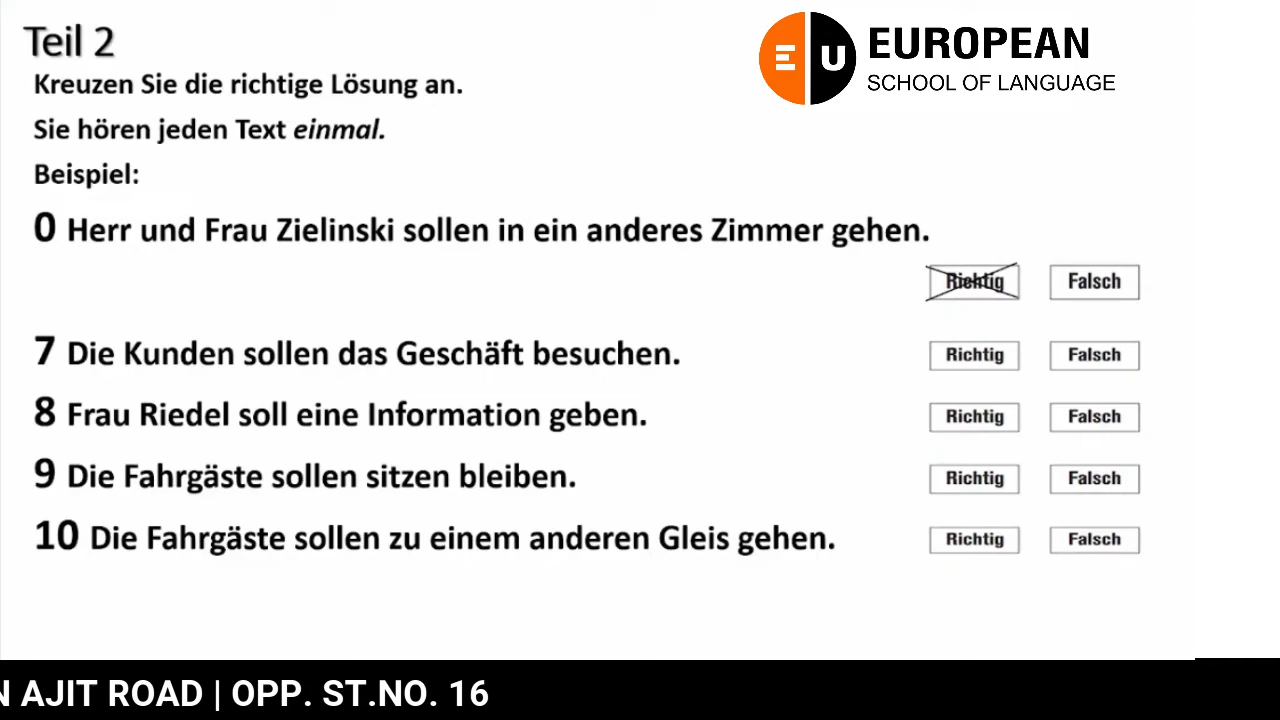 Teil 2
EU EUROPEAN
SCHOOL OF LANGUAGE
Kreuzen Sie die richtige Lösung an.
Sie hören jeden Text einmal.
Beispiel:
0 Herr und Frau Zielinski sollen in ein anderes Zimmer gehen.
Richtig Falsch
7 Die Kunden sollen das Geschäft besuchen. Richtig Falsch
8 Frau Riedel soll eine Information geben. Richtig Falsch
9 Die Fahrgäste sollen sitzen bleiben. Richtig Falsch
10 Die Fahrgäste sollen zu einem anderen Gleis gehen. Richtig Falsch
N AJIT ROAD | OPP. ST.NO. 16